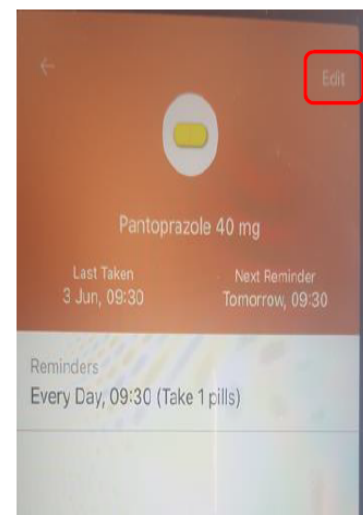 Edit
Pantoprazole 40 mg
Last Taken
Next Reminder
3 Jun, 09:30
Tomorrow, 09:30
Reminders
Every Day, 09:30 (Take 1 pills)